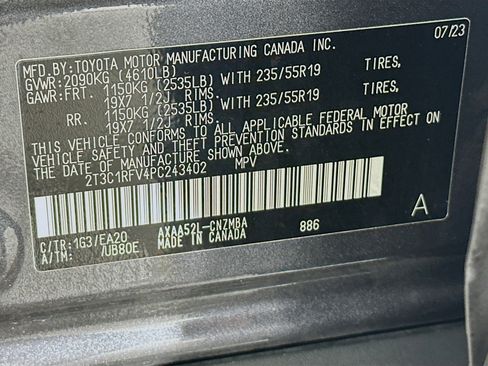 MFD.BY:TOYOTA MOTOR MANUFACTURING CANADA INC. 07/23
GVWR:2090KG (4610LB)
GAWR:FRT. 1150KG (2535LB) WITH 235/55R19 TIRES,
19X7 1/2J RIMS.
RR. 1150KG (2535LB) WITH 235/55R19 TIRES,
19X7 1/2J RIMS.
THIS VEHICLE CONFORMS TO ALL APPLICABLE FEDERAL MOTOR
VEHICLE SAFETY AND THEFT PREVENTION STANDARDS IN EFFECT ON
THE DATE OF MANUFACTURE SHOWN ABOVE.
2T3C1RFV4PC243402 MPV
A
C/TR:1G3/EA20 AXAA52L-CNZMBA 886
A/TM: /UB80E MADE IN CANADA